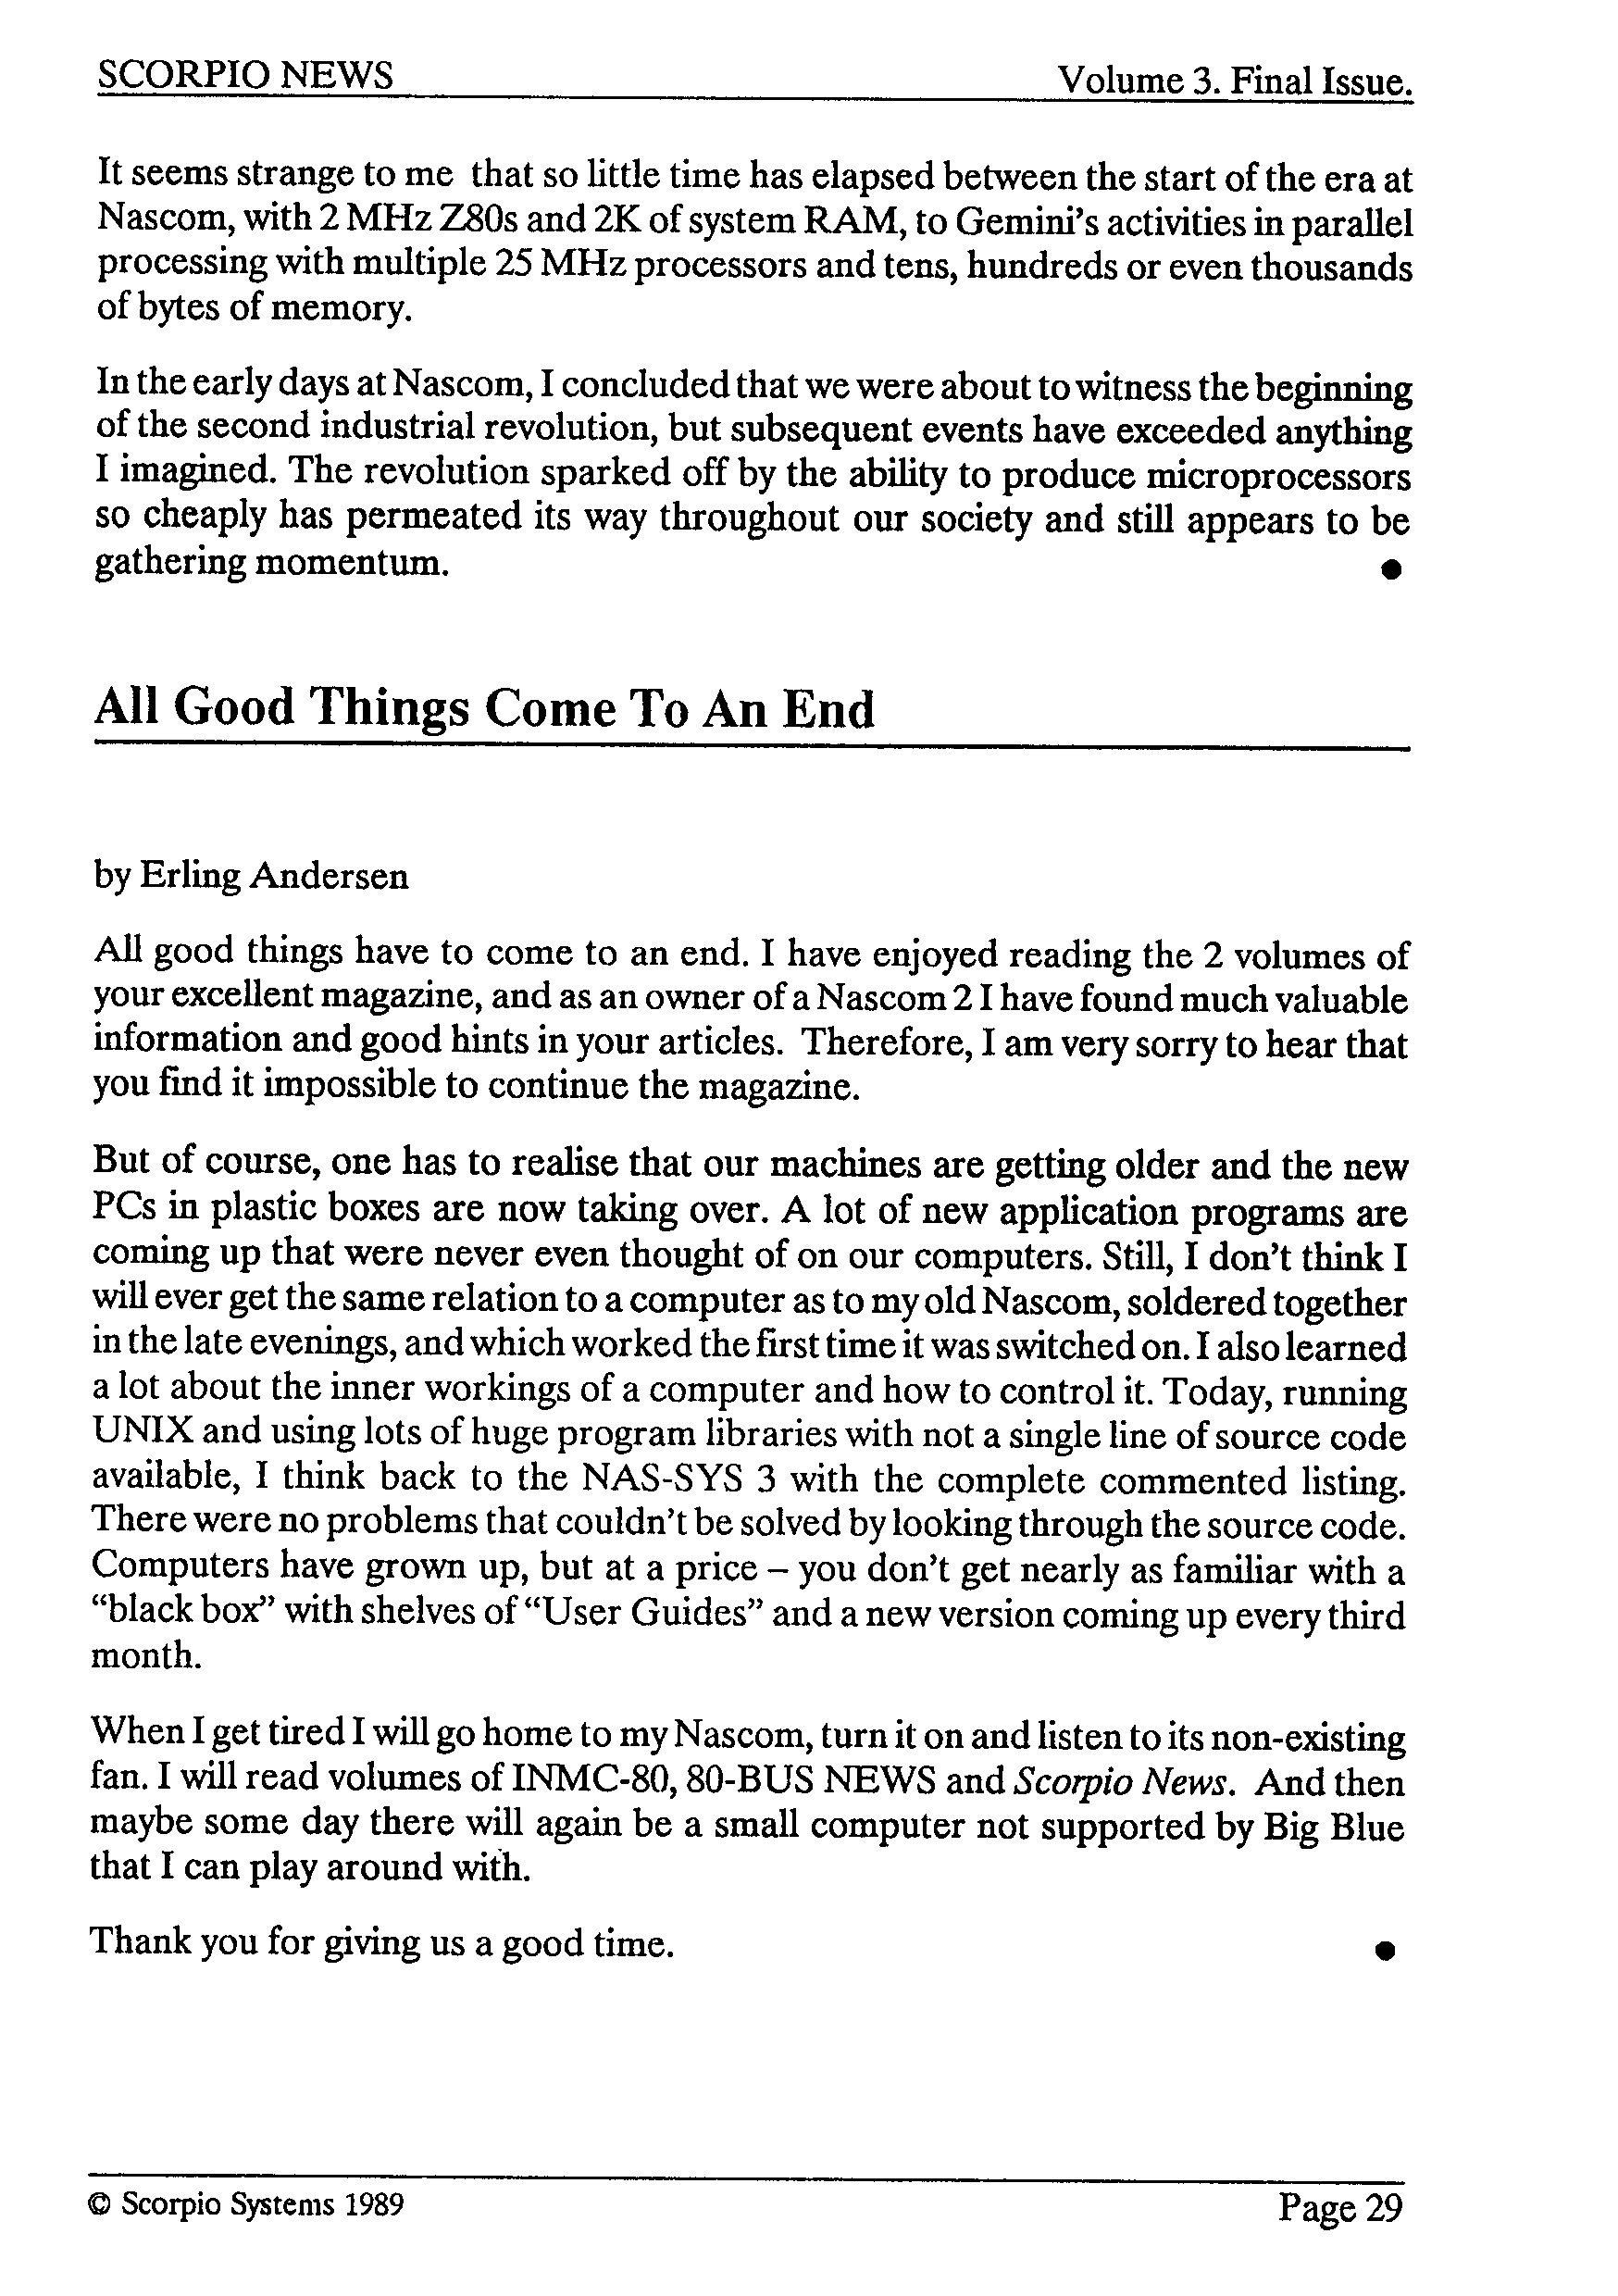 SCORPIO NEWS Volume 3. Final Issue.
It seems strange to me that so little time has elapsed between the start of the era at
Nascom, with 2 MHz Z80s and 2K of system RAM, to Gemini's activities in parallel
processing with multiple 25 MHz processors and tens, hundreds or even thousands
of bytes of memory.
In the early days at Nascom, I concluded that we were about to witness the beginning
of the second industrial revolution, but subsequent events have exceeded anything
I imagined. The revolution sparked off by the ability to produce microprocessors
so cheaply has permeated its way throughout our society and still appears to be
gathering momentum. ●
All Good Things Come To An End
by Erling Andersen
All good things have to come to an end. I have enjoyed reading the 2 volumes of
your excellent magazine, and as an owner of a Nascom 2 I have found much valuable
information and good hints in your articles. Therefore, I am very sorry to hear that
you find it impossible to continue the magazine.
But of course, one has to realise that our machines are getting older and the new
PCs in plastic boxes are now taking over. A lot of new application programs are
coming up that were never even thought of on our computers. Still, I don't think I
will ever get the same relation to a computer as to my old Nascom, soldered together
in the late evenings, and which worked the first time it was switched on. I also learned
a lot about the inner workings of a computer and how to control it. Today, running
UNIX and using lots of huge program libraries with not a single line of source code
available, I think back to the NAS-SYS 3 with the complete commented listing.
There were no problems that couldn't be solved by looking through the source code.
Computers have grown up, but at a price – you don't get nearly as familiar with a
“black box” with shelves of “User Guides” and a new version coming up every third
month.
When I get tired I will go home to my Nascom, turn it on and listen to its non-existing
fan. I will read volumes of INMC-80, 80-BUS NEWS and Scorpio News. And then
maybe some day there will again be a small computer not supported by Big Blue
that I can play around with.
Thank you for giving us a good time. ●
© Scorpio Systems 1989 Page 29